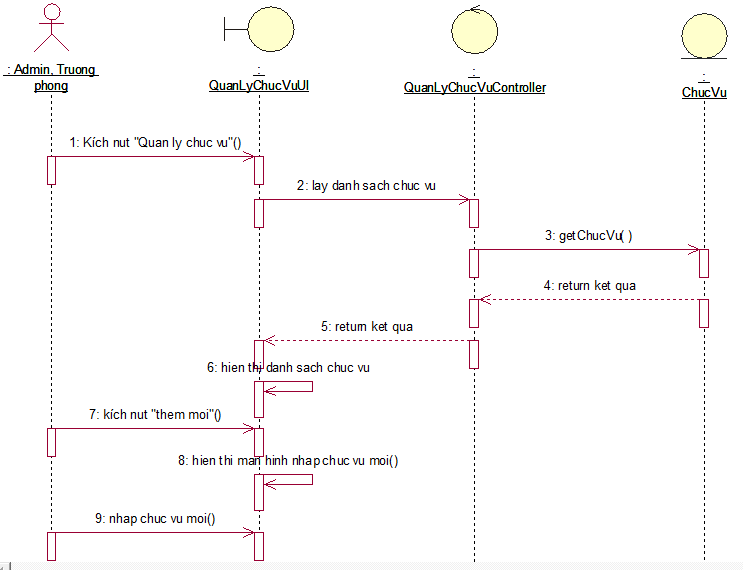 : Admin, Truong
phong
:
QuanLyChucVuUI
:
QuanLyChucVuController
:
ChucVu
1: Kích nut "Quan ly chuc vu"()
2: lay danh sach chuc vu
3: getChucVu( )
4: return ket qua
5: return ket qua
6: hien thi danh sach chuc vu
7: kích nut "them moi"()
8: hien thi man hinh nhap chuc vu moi()
9: nhap chuc vu moi()